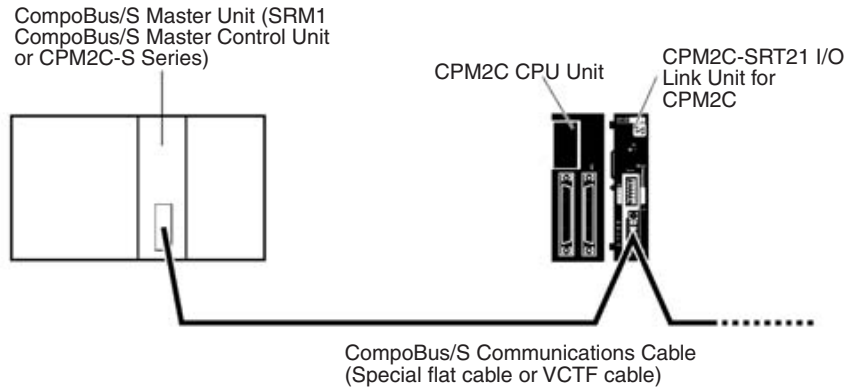 CompoBus/S Master Unit (SRM1
CompoBus/S Master Control Unit
or CPM2C-S Series)
CPM2C CPU Unit
CPM2C-SRT21 I/O
Link Unit for
CPM2C
CompoBus/S Communications Cable
(Special flat cable or VCTF cable)